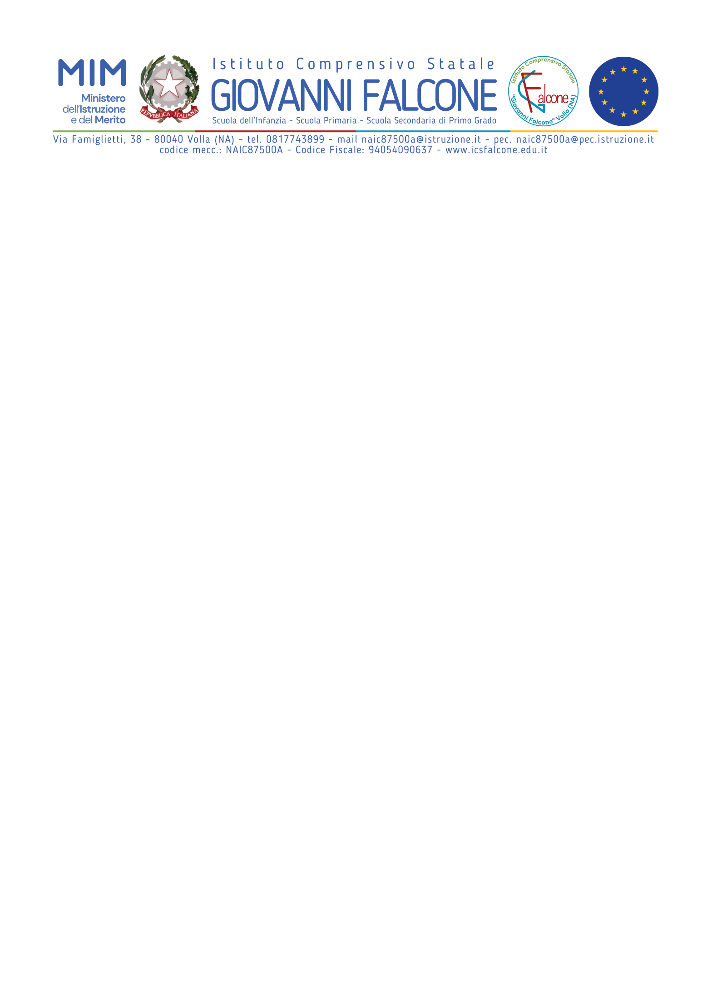 MIM
Ministero
dell'Istruzione
e del Merito
REPVBBLICA ITALIANA
Istituto Comprensivo Statale
GIOVANNI FALCONE
Scuola dell'Infanzia - Scuola Primaria - Scuola Secondaria di Primo Grado
Istituto Comprensivo Statale
Falcone
"Giovanni Falcone" Volla (NA)
Via Famiglietti, 38 - 80040 Volla (NA) - tel. 0817743899 - mail naic87500a@istruzione.it - pec. naic87500a@pec.istruzione.it
codice mecc.: NAIC87500A - Codice Fiscale: 94054090637 - www.icsfalcone.edu.it